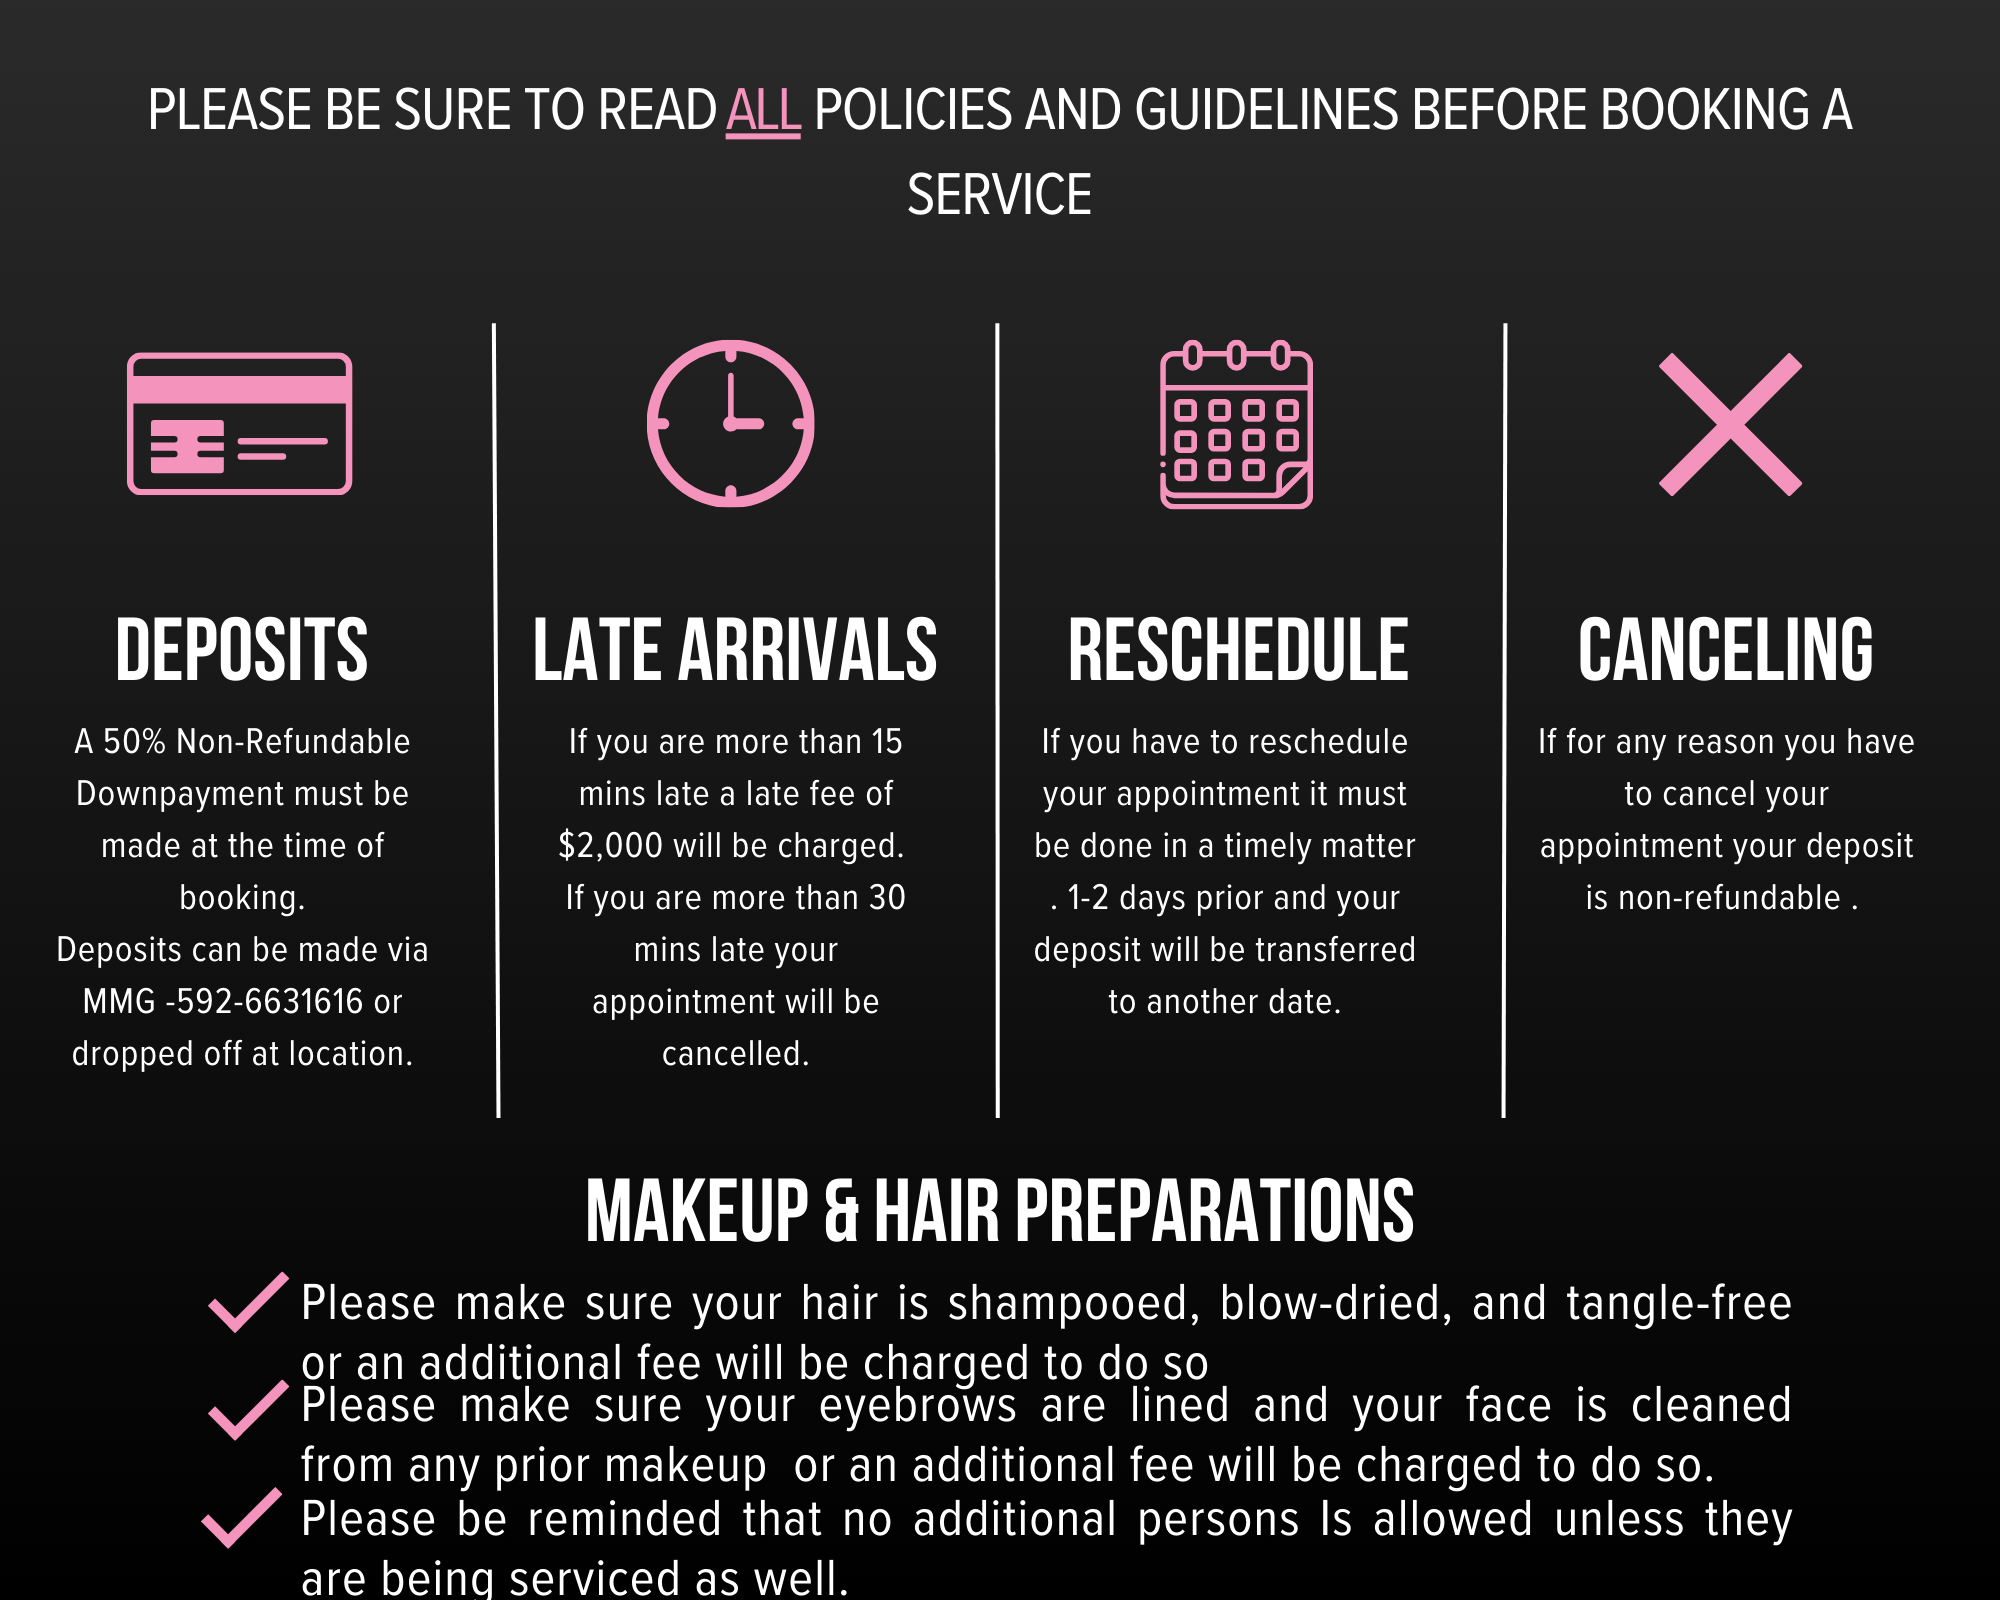 PLEASE BE SURE TO READ ALL POLICIES AND GUIDELINES BEFORE BOOKING A
SERVICE
DEPOSITS
A 50% Non-Refundable
Downpayment must be
made at the time of
booking.
Deposits can be made via
MMG -592-6631616 or
dropped off at location.
LATE ARRIVALS
If you are more than 15
mins late a late fee of
$2,000 will be charged.
If you are more than 30
mins late your
appointment will be
cancelled.
RESCHEDULE
If you have to reschedule
your appointment it must
be done in a timely matter
. 1-2 days prior and your
deposit will be transferred
to another date.
CANCELING
If for any reason you have
to cancel your
appointment your deposit
is non-refundable .
MAKEUP & HAIR PREPARATIONS
Please make sure your hair is shampooed, blow-dried, and tangle-free
or an additional fee will be charged to do so
Please make sure your eyebrows are lined and your face is cleaned
from any prior makeup  or an additional fee will be charged to do so.
Please be reminded that no additional persons Is allowed unless they
are being serviced as well.